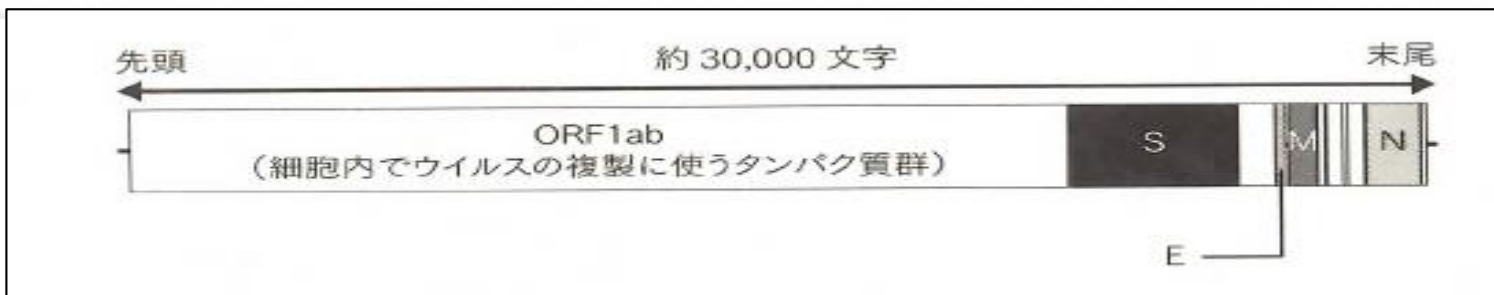 先頭 約 30,000 文字 末尾
ORF1ab
(細胞内でウイルスの複製に使うタンパク質群)
S
M
N
E